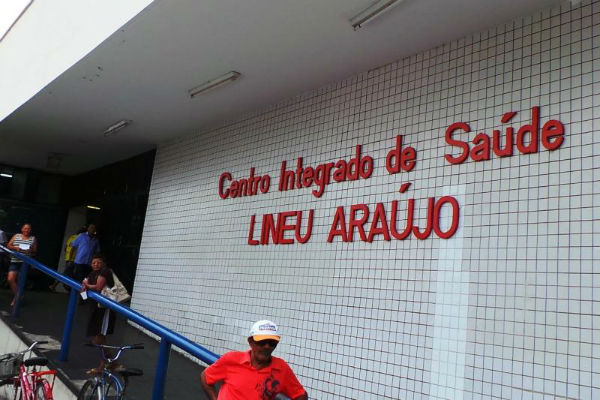 Centro Integrado de Saúde
LINEU ARAÚJO